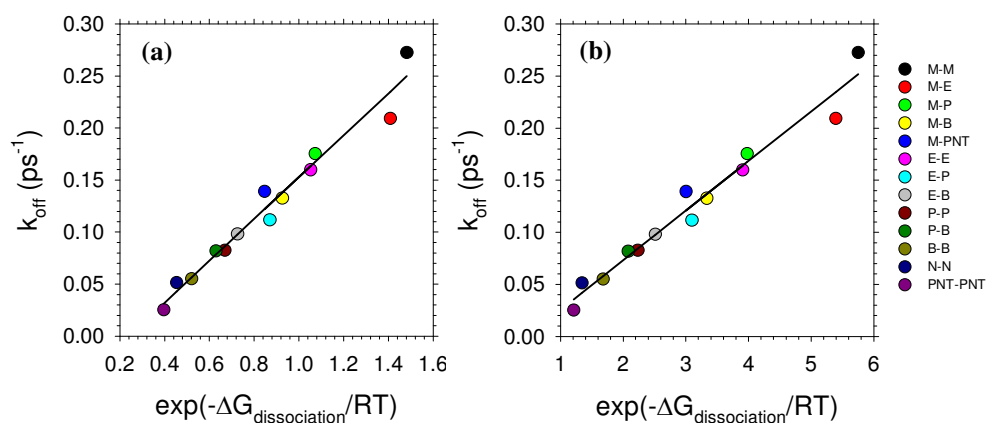 (a)
k_off (ps⁻¹)
0.30
0.25
0.20
0.15
0.10
0.05
0.00
0.2 0.4 0.6 0.8 1.0 1.2 1.4 1.6
exp(-ΔG_dissociation/RT)
(b)
k_off (ps⁻¹)
0.30
0.25
0.20
0.15
0.10
0.05
0.00
1 2 3 4 5 6
exp(-ΔG_dissociation/RT)
M-M
M-E
M-P
M-B
M-PNT
E-E
E-P
E-B
P-P
P-B
B-B
N-N
PNT-PNT